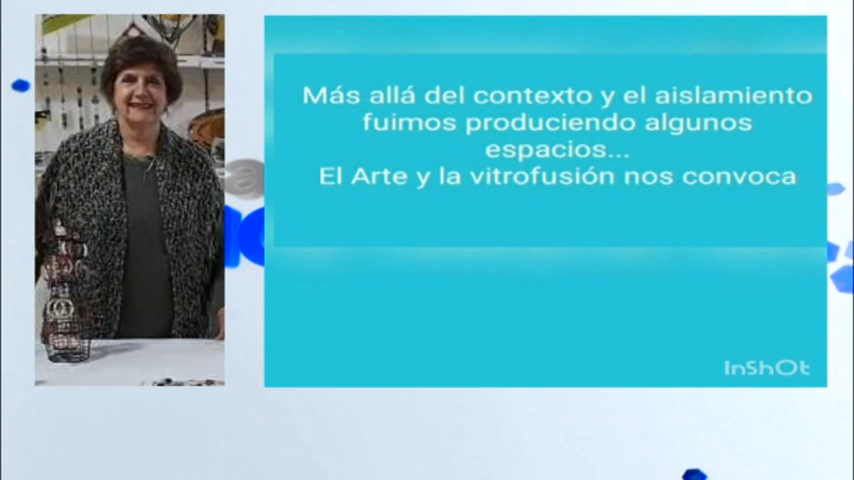 Más allá del contexto y el aislamiento
fuimos produciendo algunos
espacios...
El Arte y la vitrofusión nos convoca
InShOt